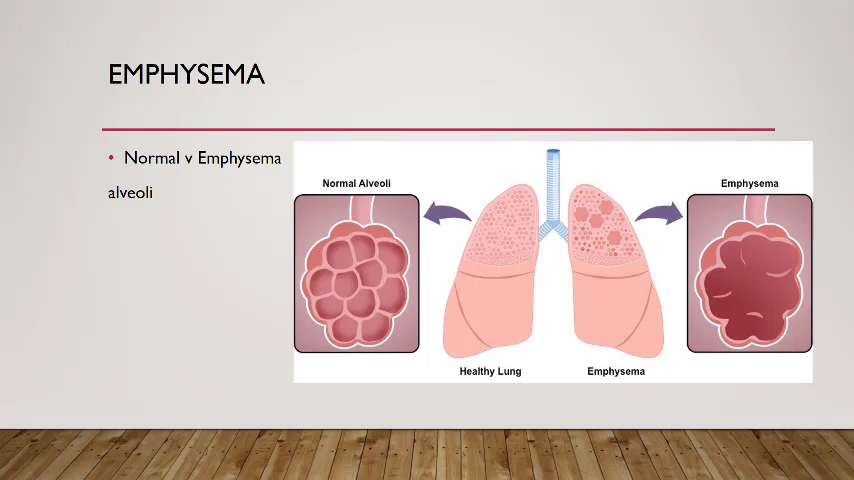 EMPHYSEMA
• Normal v Emphysema
alveoli
Normal Alveoli
Emphysema
Healthy Lung
Emphysema